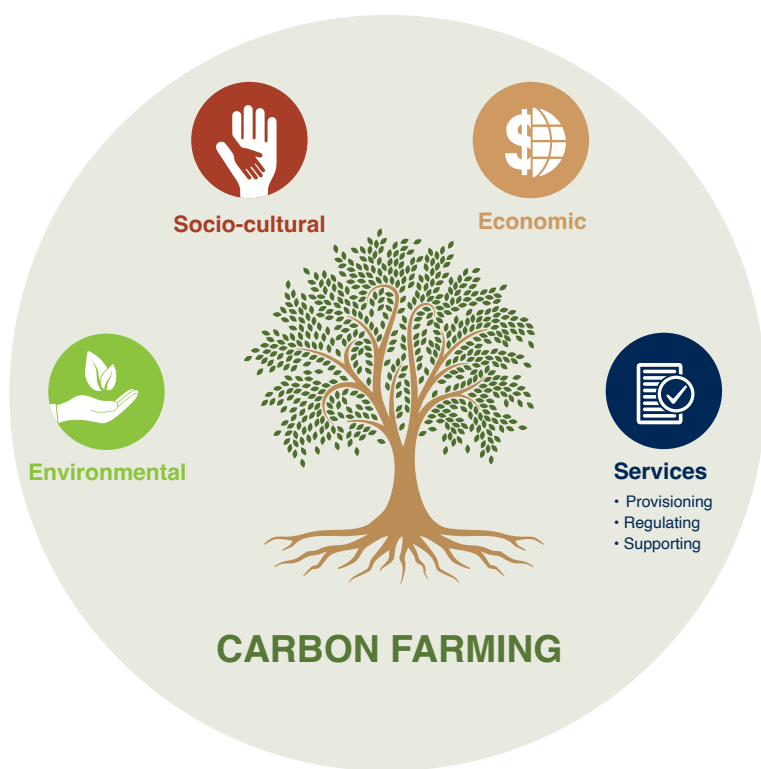 Socio-cultural
Economic
Environmental
Services
• Provisioning
• Regulating
• Supporting
CARBON FARMING